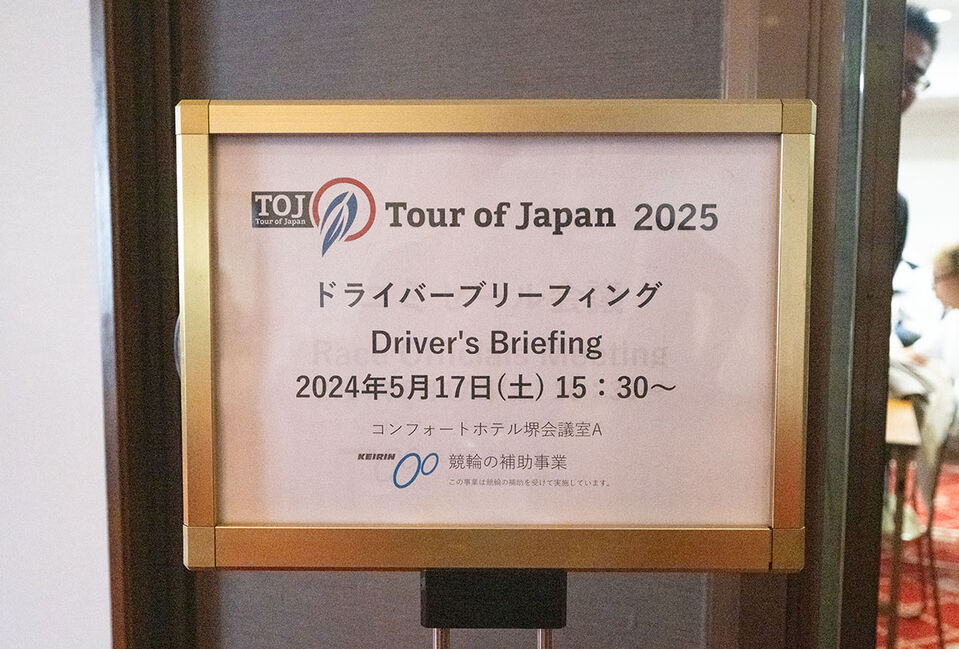 TOJ
Tour of Japan
Tour of Japan 2025
ドライバーブリーフィング
Driver's Briefing
2024年5月17日(土) 15：30～
コンフォートホテル堺会議室A
KEIRIN 競輪の補助事業
この事業は競輪の補助を受けて実施しています。